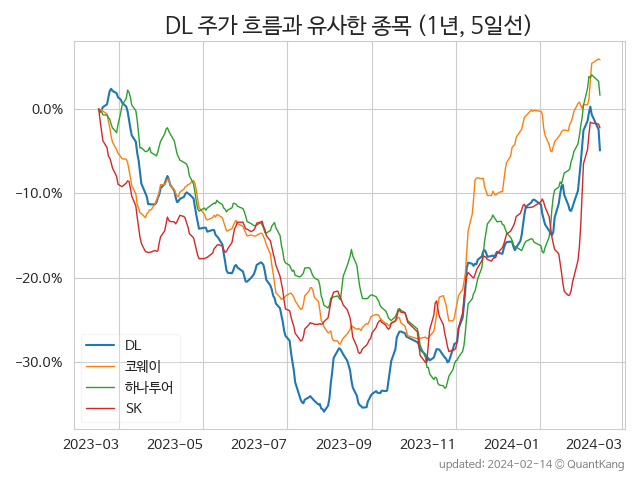 DL 주가 흐름과 유사한 종목 (1년, 5일선)
0.0%
−10.0%
−20.0%
−30.0%
DL
코웨이
하나투어
SK
2023-03 2023-05 2023-07 2023-09 2023-11 2024-01 2024-03
updated: 2024-02-14 © QuantKang